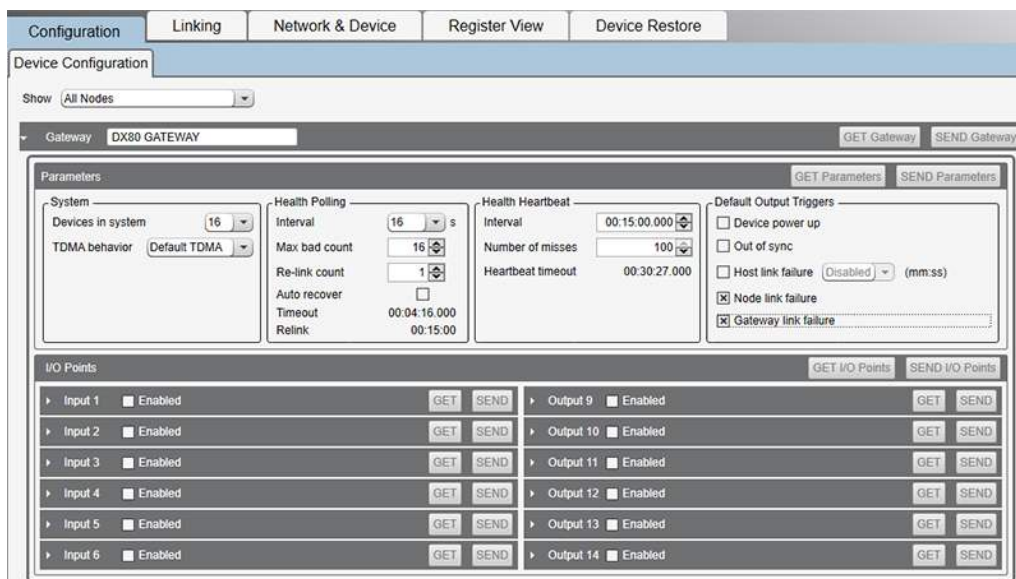 Configuration Linking Network & Device Register View Device Restore
Device Configuration
Show All Nodes
Gateway DX80 GATEWAY GET Gateway SEND Gateway
Parameters GET Parameters SEND Parameters
System
Devices in system 16
TDMA behavior Default TDMA
Health Polling
Interval 16 s
Max bad count 16
Re-link count 1
Auto recover
Timeout 00:04:16.000
Relink 00:15:00
Health Heartbeat
Interval 00:15:00.000
Number of misses 100
Heartbeat timeout 00:30:27.000
Default Output Triggers
Device power up
Out of sync
Host link failure Disabled (mm:ss)
Node link failure
Gateway link failure
I/O Points GET I/O Points SEND I/O Points
Input 1 Enabled GET SEND Output 9 Enabled GET SEND
Input 2 Enabled GET SEND Output 10 Enabled GET SEND
Input 3 Enabled GET SEND Output 11 Enabled GET SEND
Input 4 Enabled GET SEND Output 12 Enabled GET SEND
Input 5 Enabled GET SEND Output 13 Enabled GET SEND
Input 6 Enabled GET SEND Output 14 Enabled GET SEND